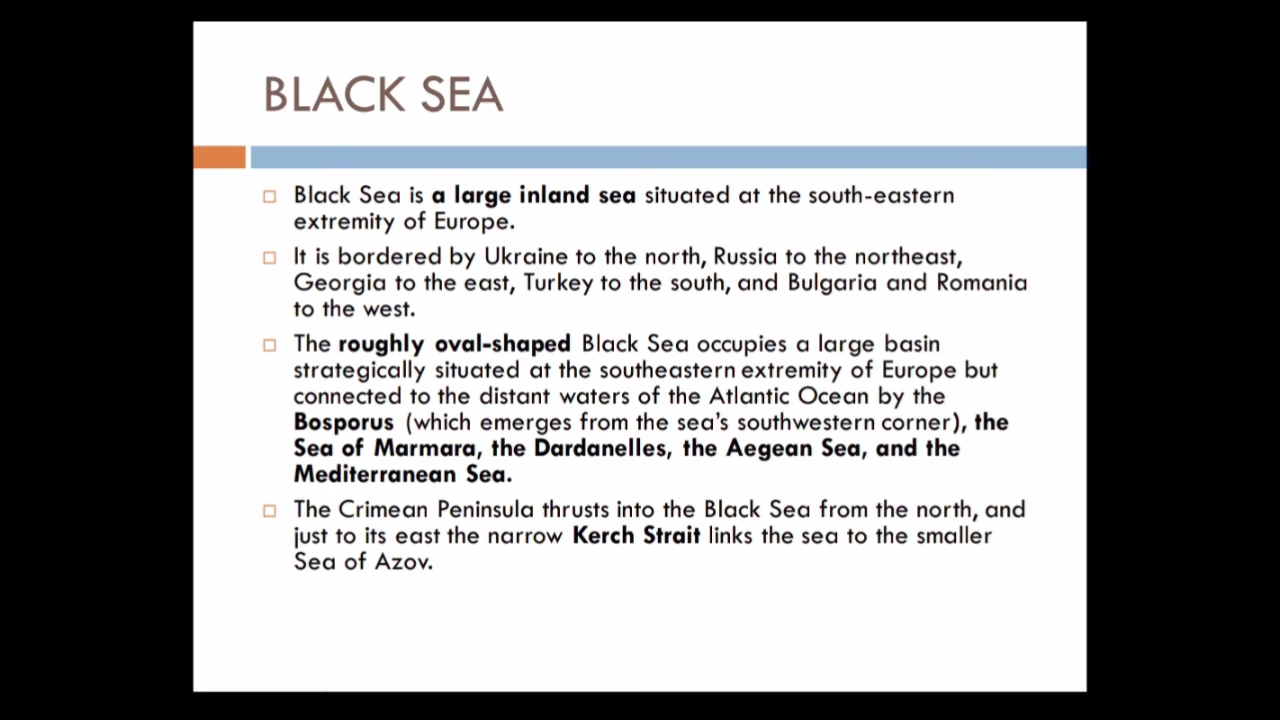 BLACK SEA
Black Sea is a large inland sea situated at the south-eastern
extremity of Europe.
It is bordered by Ukraine to the north, Russia to the northeast,
Georgia to the east, Turkey to the south, and Bulgaria and Romania
to the west.
The roughly oval-shaped Black Sea occupies a large basin
strategically situated at the southeastern extremity of Europe but
connected to the distant waters of the Atlantic Ocean by the
Bosporus (which emerges from the sea’s southwestern corner), the
Sea of Marmara, the Dardanelles, the Aegean Sea, and the
Mediterranean Sea.
The Crimean Peninsula thrusts into the Black Sea from the north, and
just to its east the narrow Kerch Strait links the sea to the smaller
Sea of Azov.